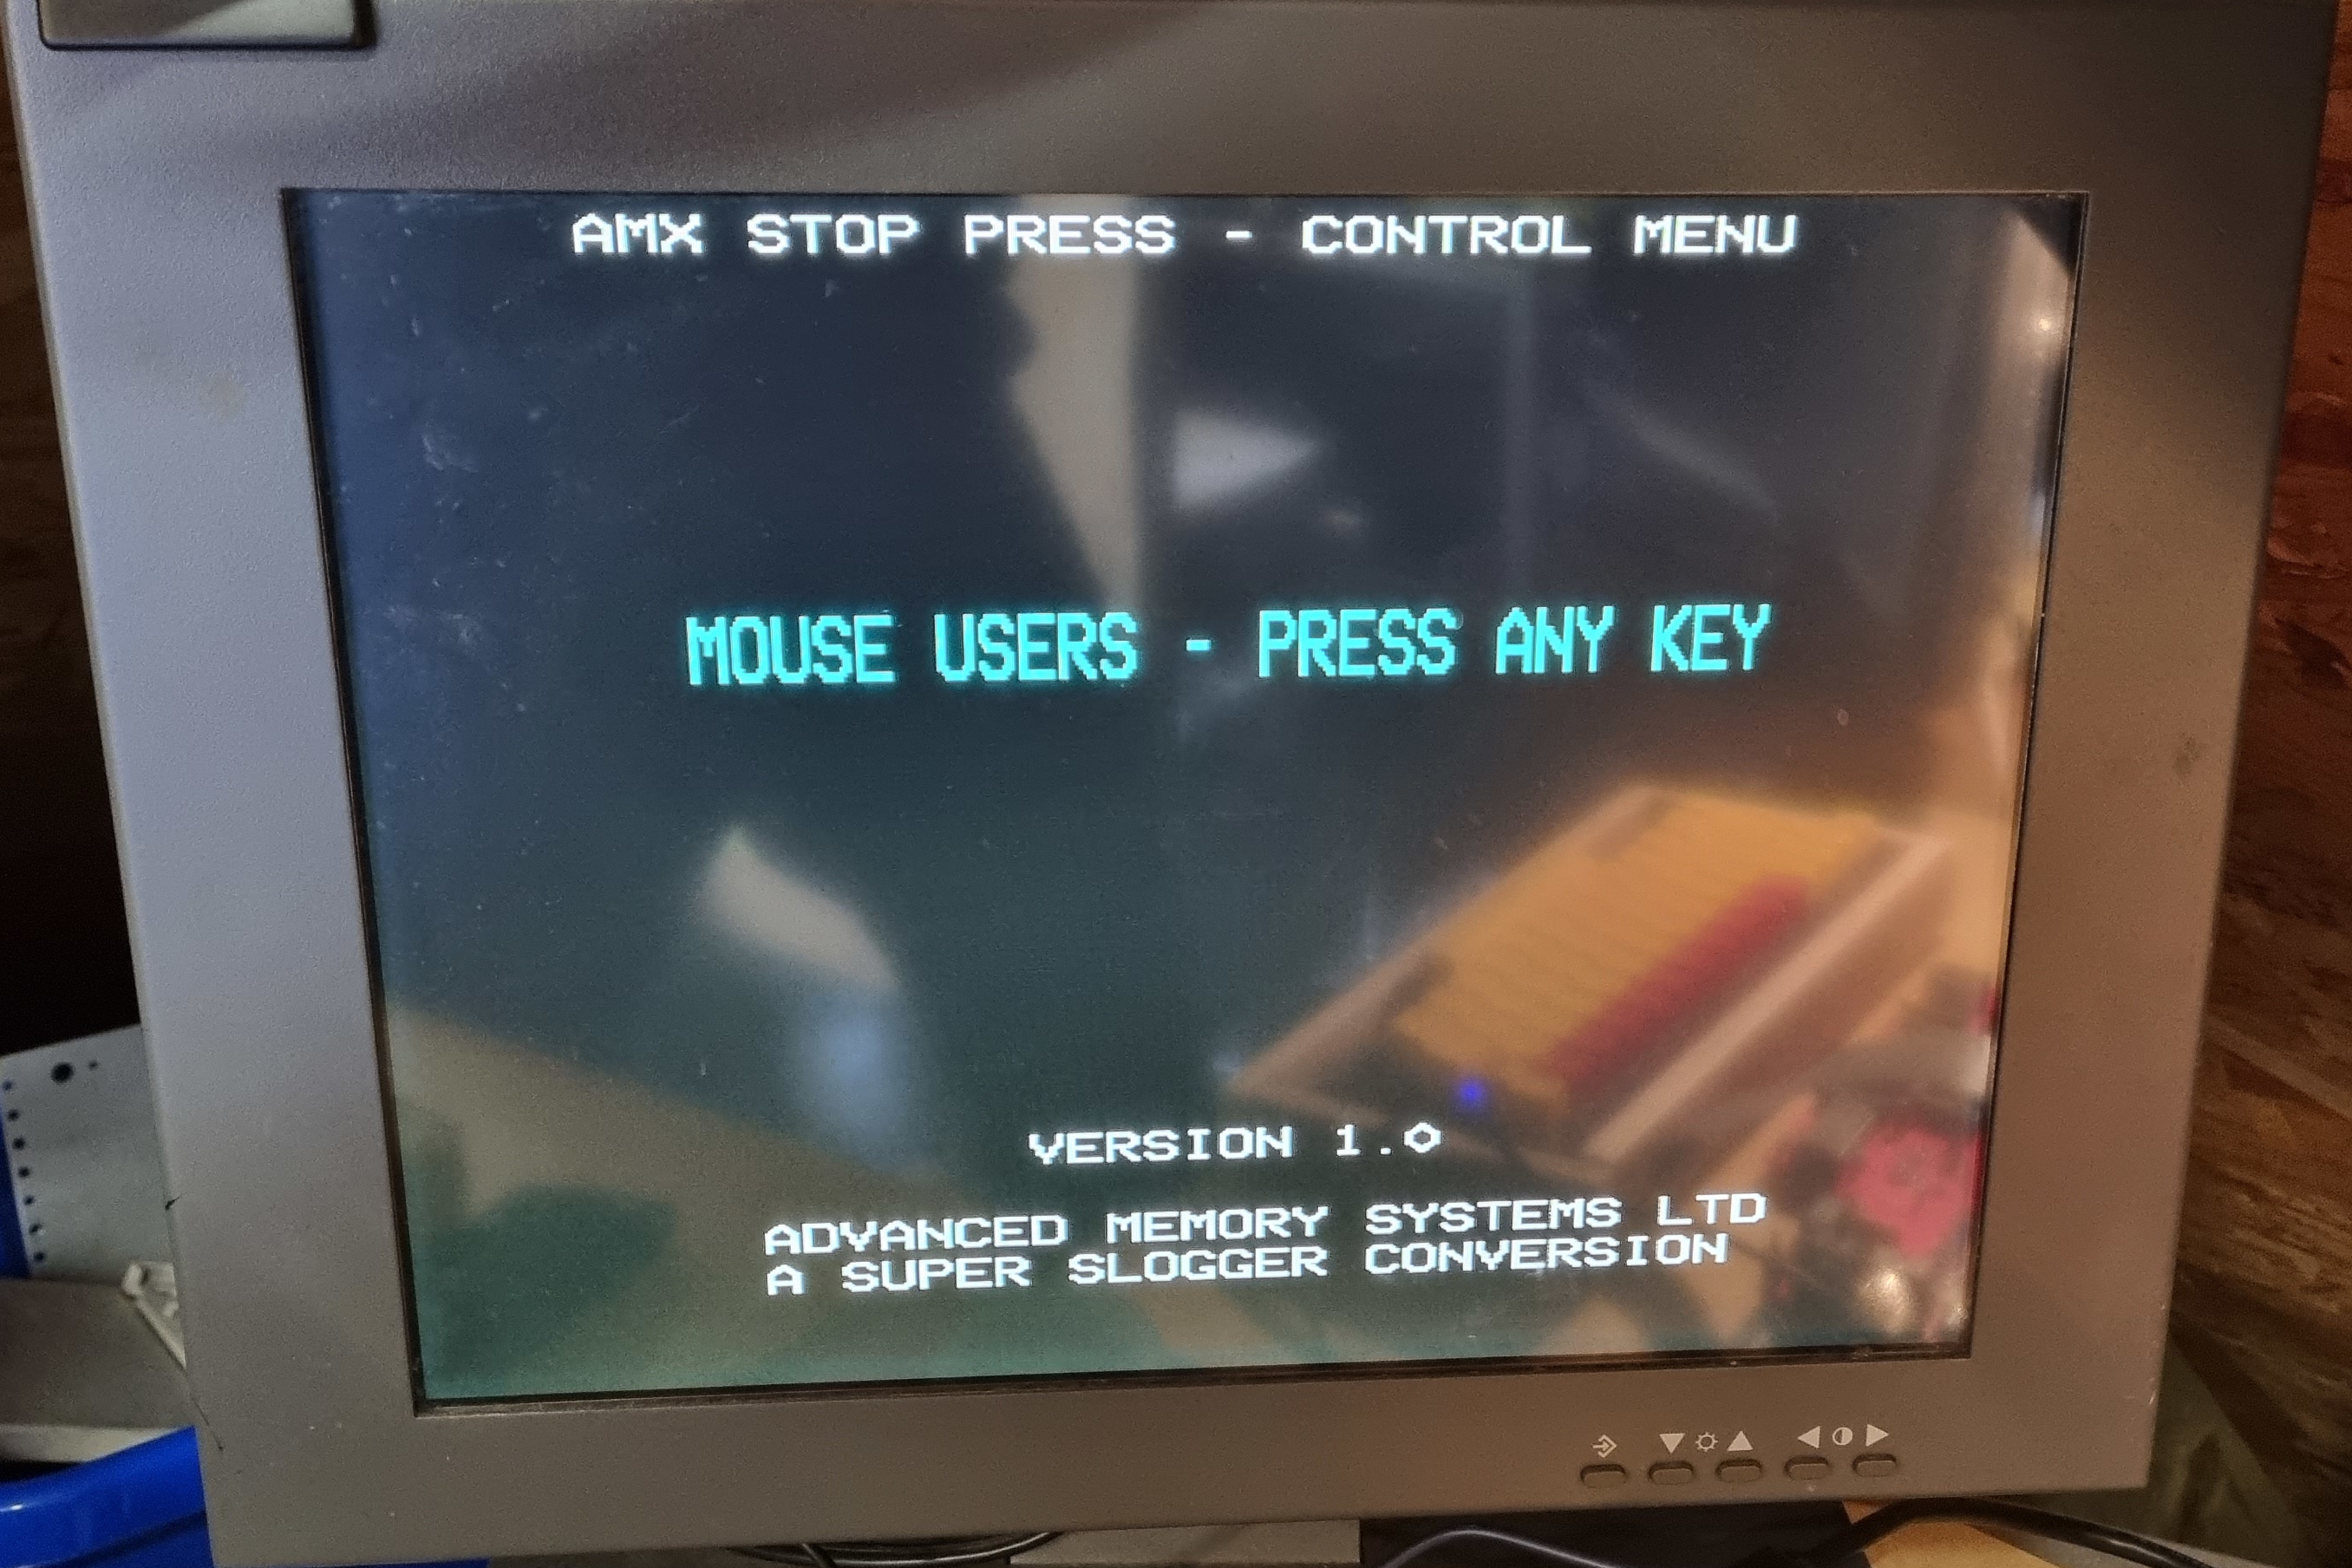 AMX STOP PRESS - CONTROL MENU
MOUSE USERS - PRESS ANY KEY
VERSION 1.0
ADVANCED MEMORY SYSTEMS LTD
A SUPER SLOGGER CONVERSION